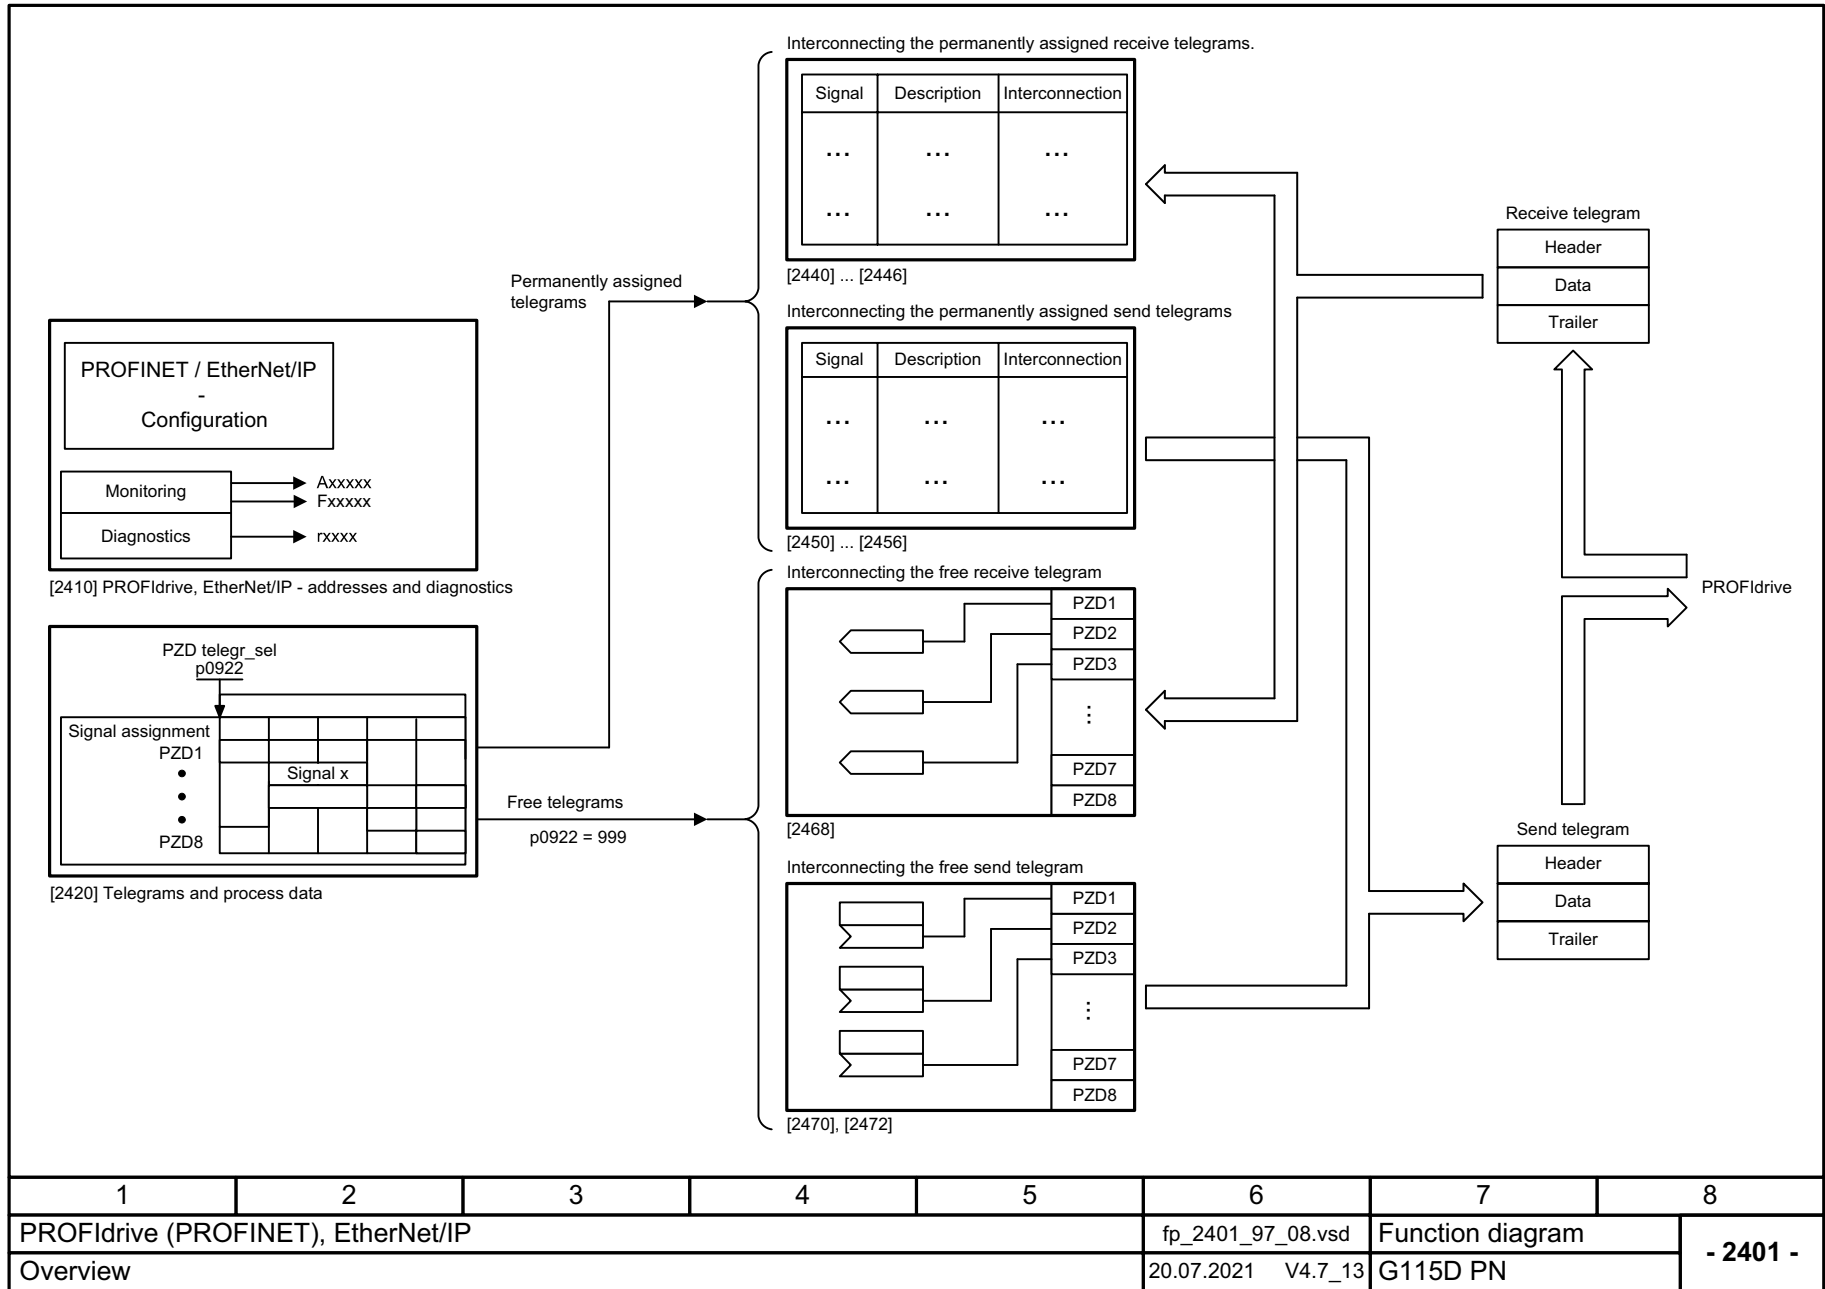 Interconnecting the permanently assigned receive telegrams.
Signal Description Interconnection
... ... ...
... ... ...
[2440] ... [2446]
Permanently assigned
telegrams
Interconnecting the permanently assigned send telegrams
Signal Description Interconnection
... ... ...
... ... ...
[2450] ... [2456]
PROFINET / EtherNet/IP
-
Configuration
Monitoring
Axxxxx
Fxxxxx
Diagnostics
rxxxx
[2410] PROFIdrive, EtherNet/IP - addresses and diagnostics
PZD telegr_sel
p0922
Signal assignment
PZD1
Signal x
PZD8
[2420] Telegrams and process data
Free telegrams
p0922 = 999
Interconnecting the free receive telegram
PZD1
PZD2
PZD3
⋮
PZD7
PZD8
[2468]
Interconnecting the free send telegram
PZD1
PZD2
PZD3
⋮
PZD7
PZD8
[2470], [2472]
Receive telegram
Header
Data
Trailer
PROFIdrive
Send telegram
Header
Data
Trailer
1 2 3 4 5 6 7 8
PROFIdrive (PROFINET), EtherNet/IP
fp_2401_97_08.vsd
Function diagram
- 2401 -
Overview
20.07.2021 V4.7_13
G115D PN